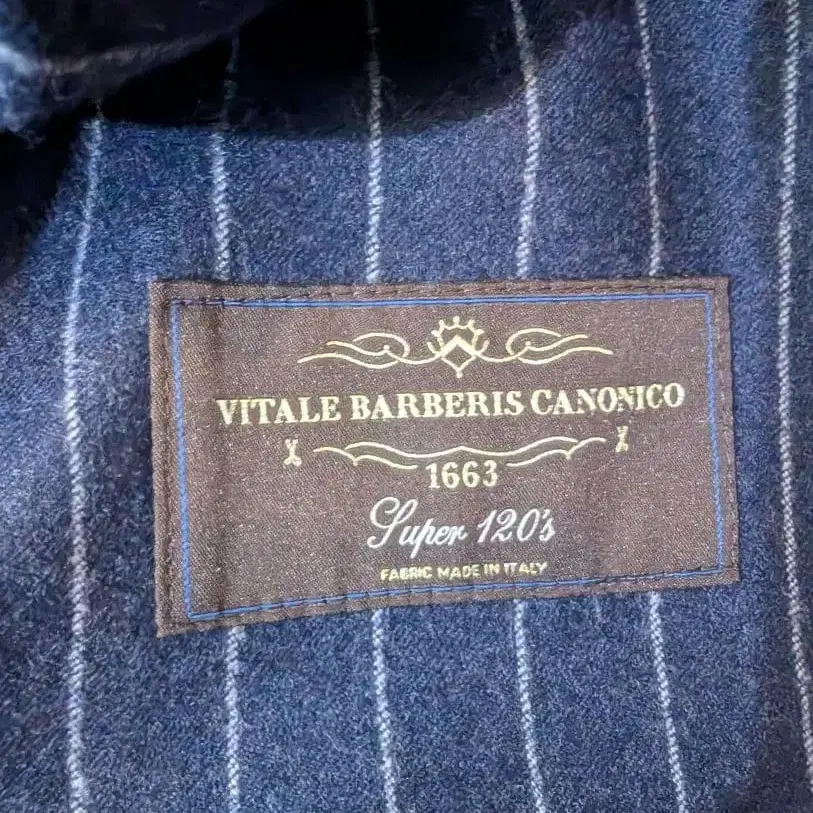 VITALE BARBERIS CANONICO
1663
Super 120's
FABRIC MADE IN ITALY